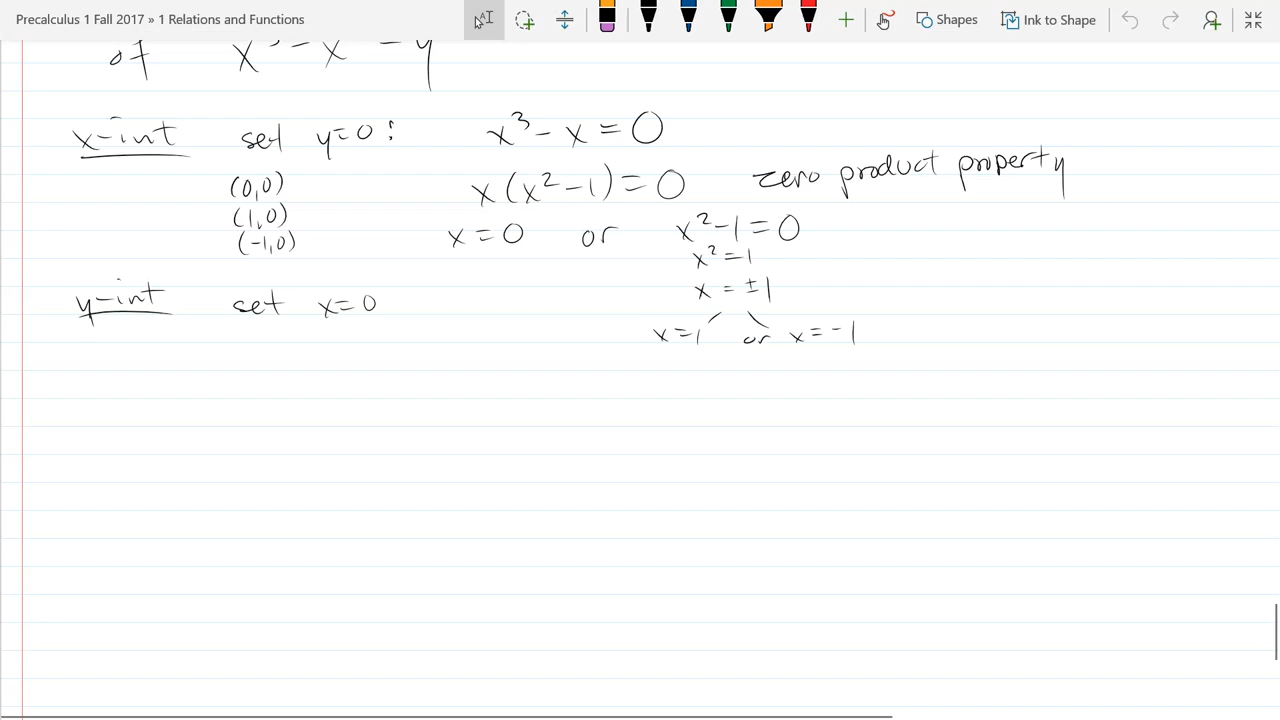 Precalculus 1 Fall 2017 » 1 Relations and Functions
Shapes
Ink to Shape
of x³ - x = y
x-int set y=0: x³ - x = 0
(0,0) x(x² - 1) = 0 zero product property
(1,0)
(-1,0) x = 0 or x² - 1 = 0
x² = 1
x = ±1
y-int set x=0
x = 1 or x = -1